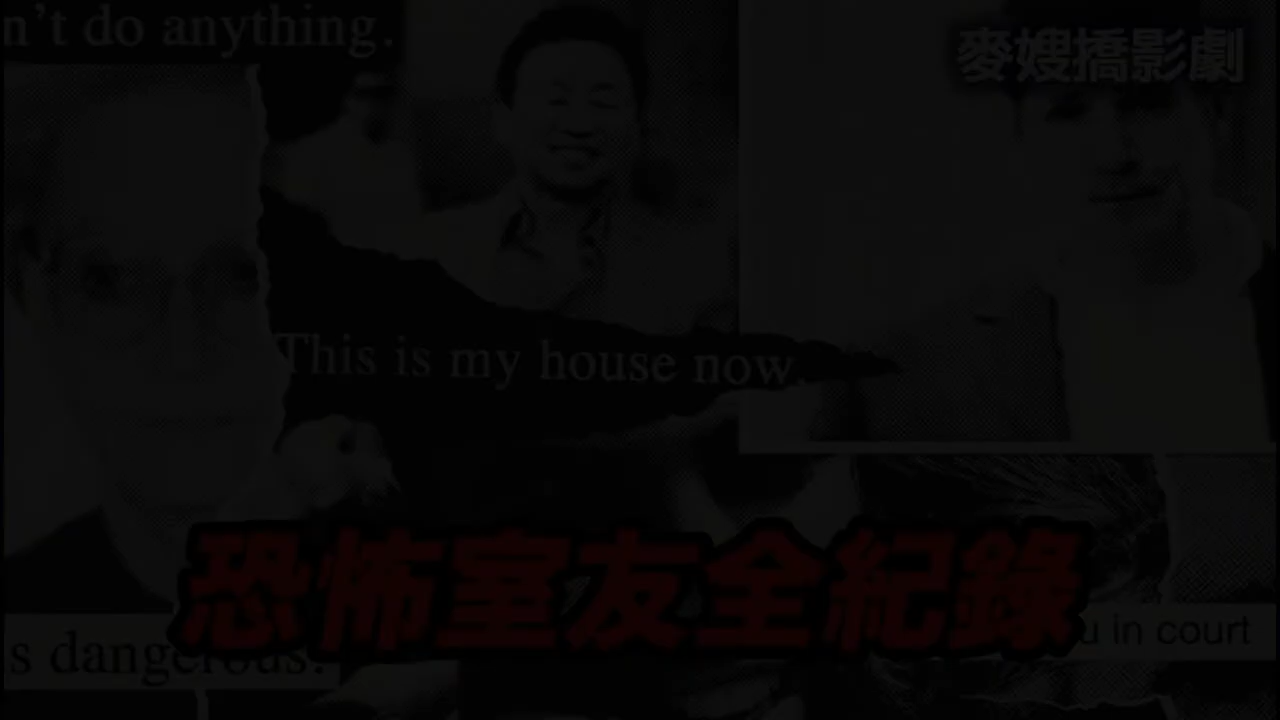 n't do anything.
麥嫂撟影劇
This is my house now.
恐怖室友全紀錄
u in court
s dangerous.